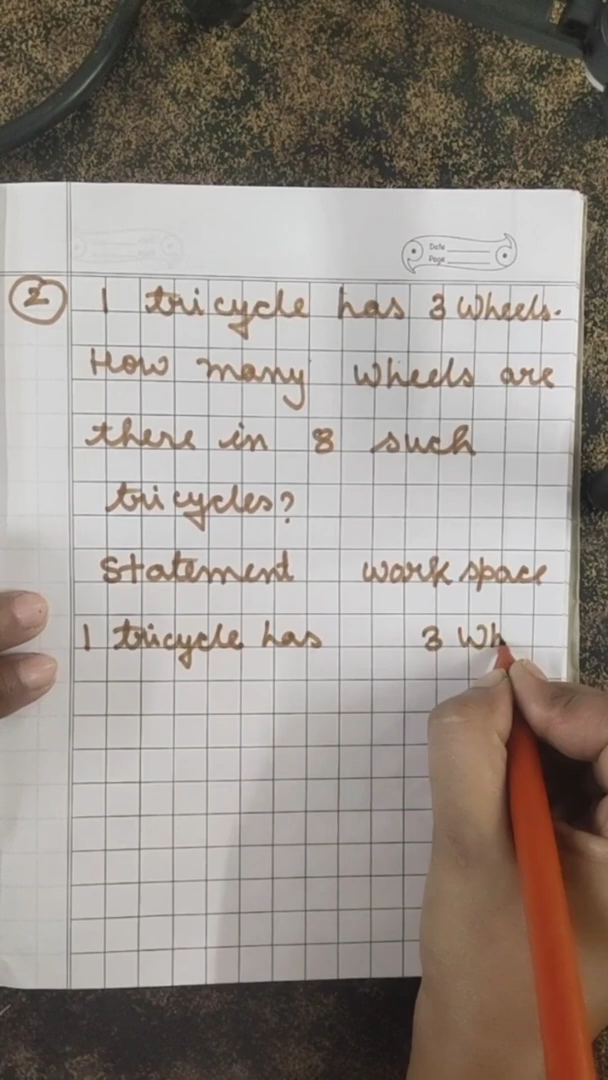 Date
Page
2 1 tricycle has 3 wheels.
How many wheels are
there in 8 such
tricycles?
Statement work space
1 tricycle has 3 Wh